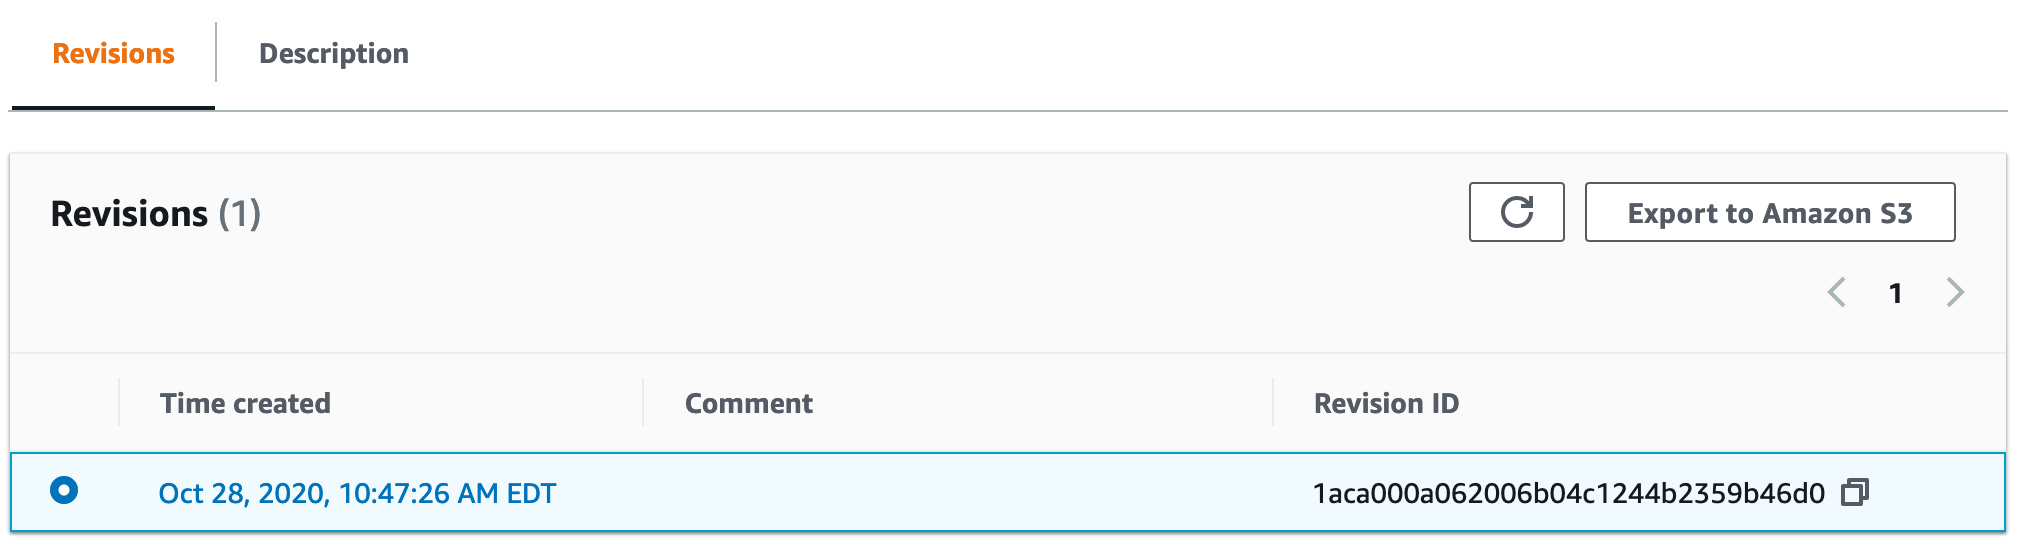 Revisions Description
Revisions (1) Export to Amazon S3
1
Time created Comment Revision ID
Oct 28, 2020, 10:47:26 AM EDT 1aca000a062006b04c1244b2359b46d0